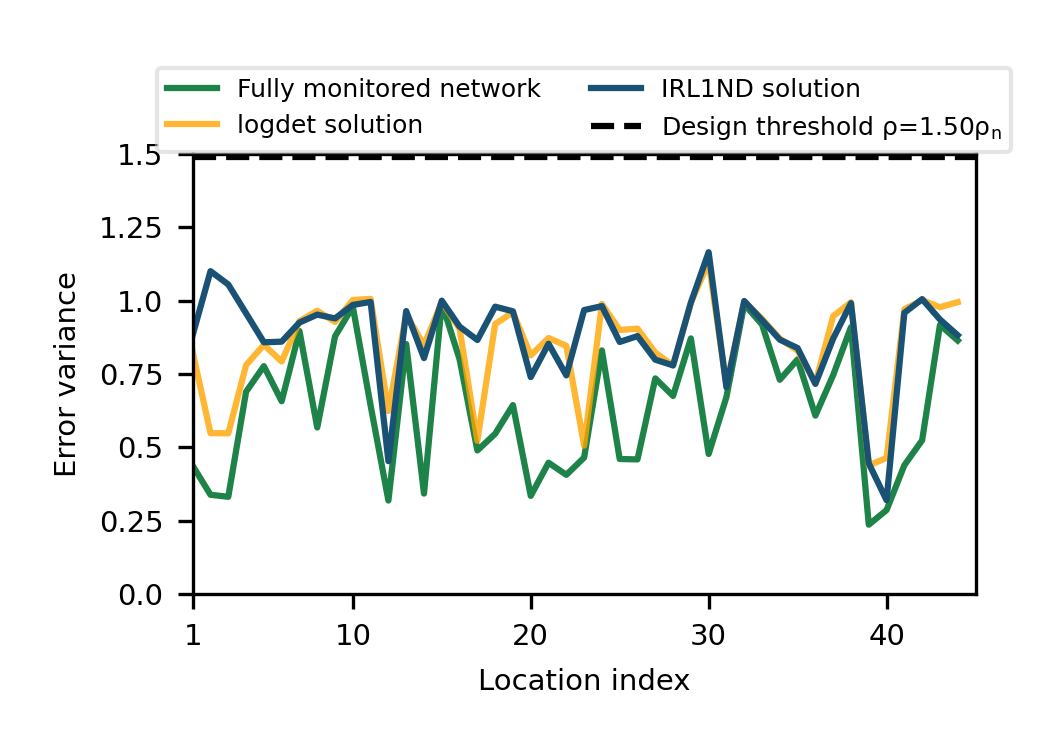 Fully monitored network
logdet solution
IRL1ND solution
Design threshold ρ=1.50ρₙ
1.5
1.25
1.0
0.75
0.5
0.25
0.0
Error variance
1 10 20 30 40
Location index